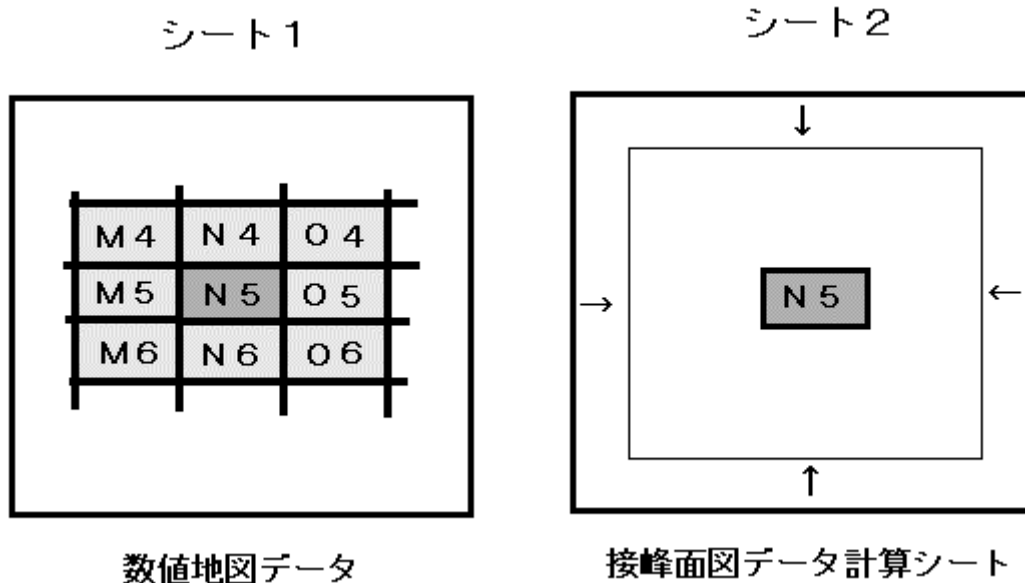 シート１
シート２
Ｍ４ Ｎ４ Ｏ４
Ｍ５ Ｎ５ Ｏ５
Ｍ６ Ｎ６ Ｏ６
↓
→ Ｎ５ ←
↑
数値地図データ
接峰面図データ計算シート